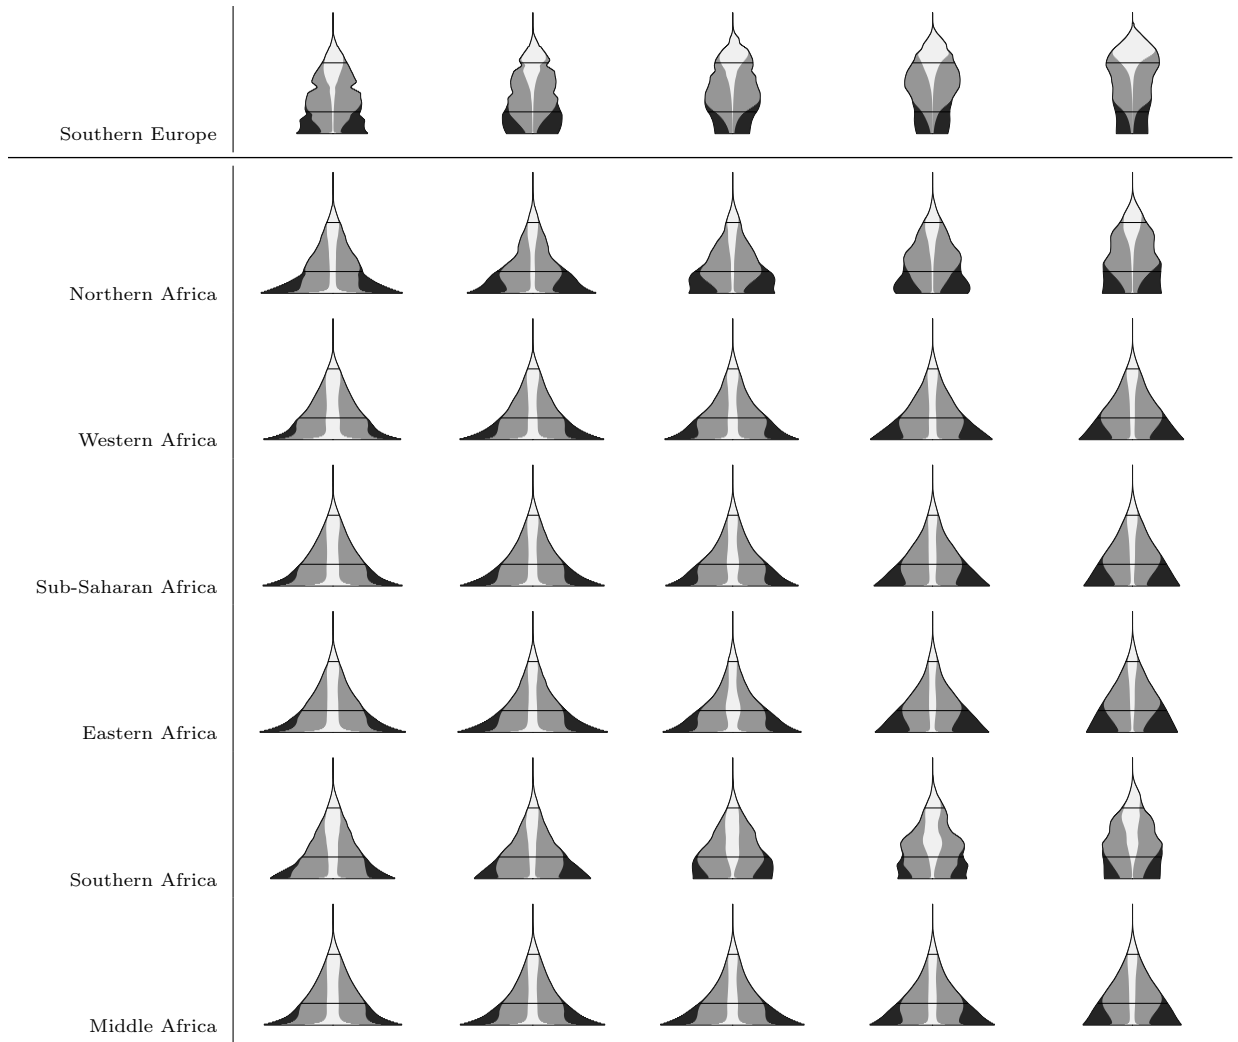 Southern Europe
Northern Africa
Western Africa
Sub-Saharan Africa
Eastern Africa
Southern Africa
Middle Africa